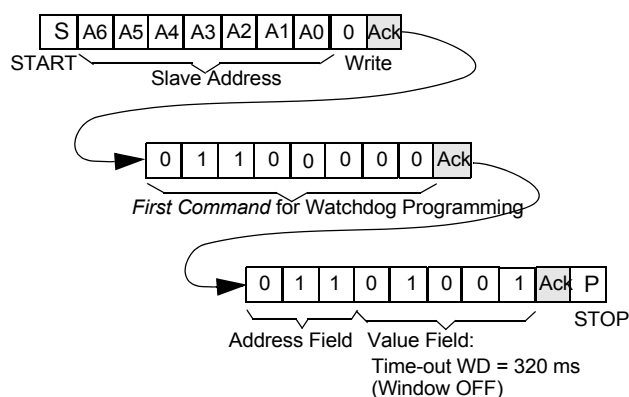 S A6 A5 A4 A3 A2 A1 A0 0 Ack
START Slave Address Write
0 1 1 0 0 0 0 0 Ack
First Command for Watchdog Programming
0 1 1 0 1 0 0 1 Ack P
STOP
Address Field Value Field:
Time-out WD = 320 ms
(Window OFF)